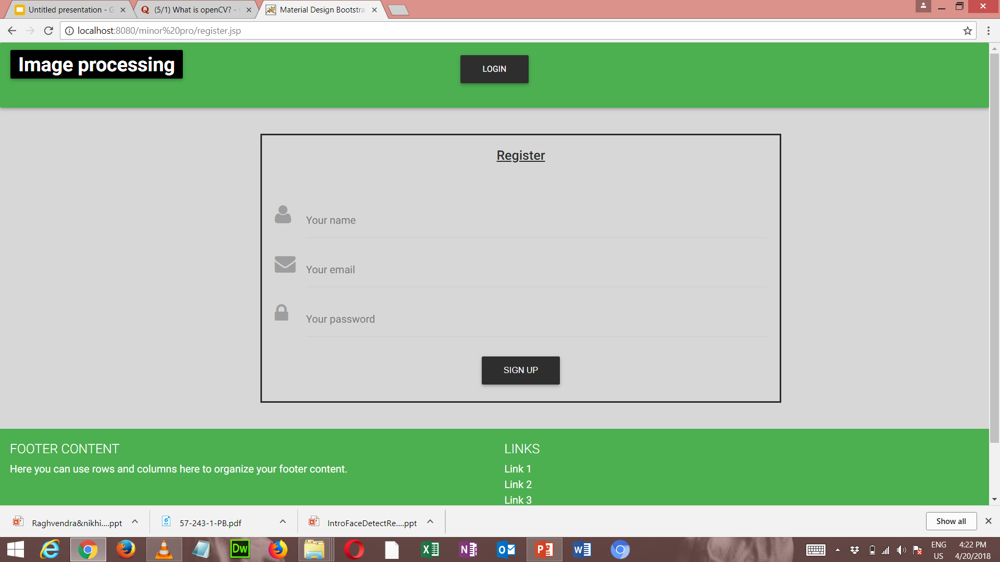 Untitled presentation - G
(5/1) What is openCV? -
Material Design Bootstra
localhost:8080/minor%20pro/register.jsp
Image processing
LOGIN
Register
Your name
Your email
Your password
SIGN UP
FOOTER CONTENT
Here you can use rows and columns here to organize your footer content.
LINKS
Link 1
Link 2
Link 3
Raghvendra&nikhi....ppt
57-243-1-PB.pdf
IntroFaceDetectRe....ppt
Show all
Dw
ENG
US
4:22 PM
4/20/2018